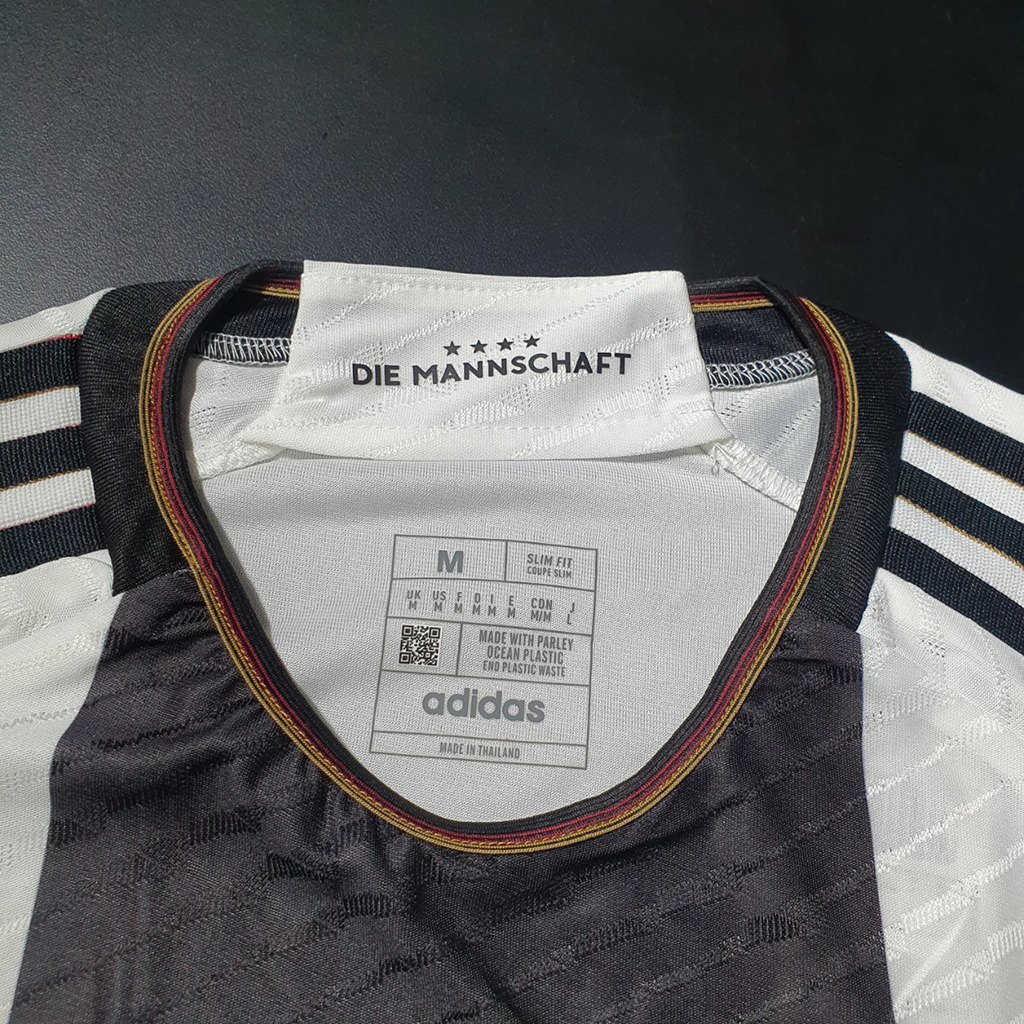 ★★★★
DIE MANNSCHAFT
M
SLIM FIT
COUPE SLIM
UK US F D I E CON J
M M M M M M M/M L
MADE WITH PARLEY
OCEAN PLASTIC
END PLASTIC WASTE
adidas
MADE IN THAILAND